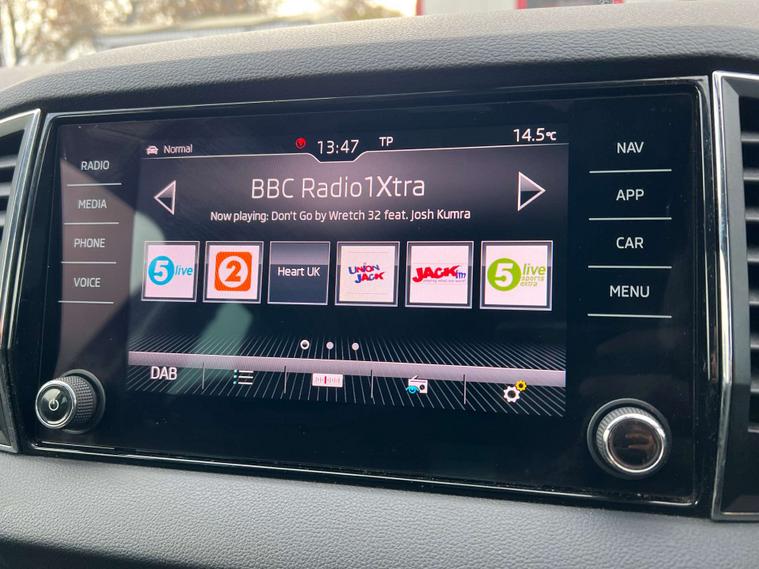 Normal
13:47
TP
14.5°C
RADIO
MEDIA
PHONE
VOICE
BBC Radio1Xtra
Now playing: Don't Go by Wretch 32 feat. Josh Kumra
5 live
2
Heart UK
UNION JACK
JACK fm
5 live sports extra
DAB
NAV
APP
CAR
MENU